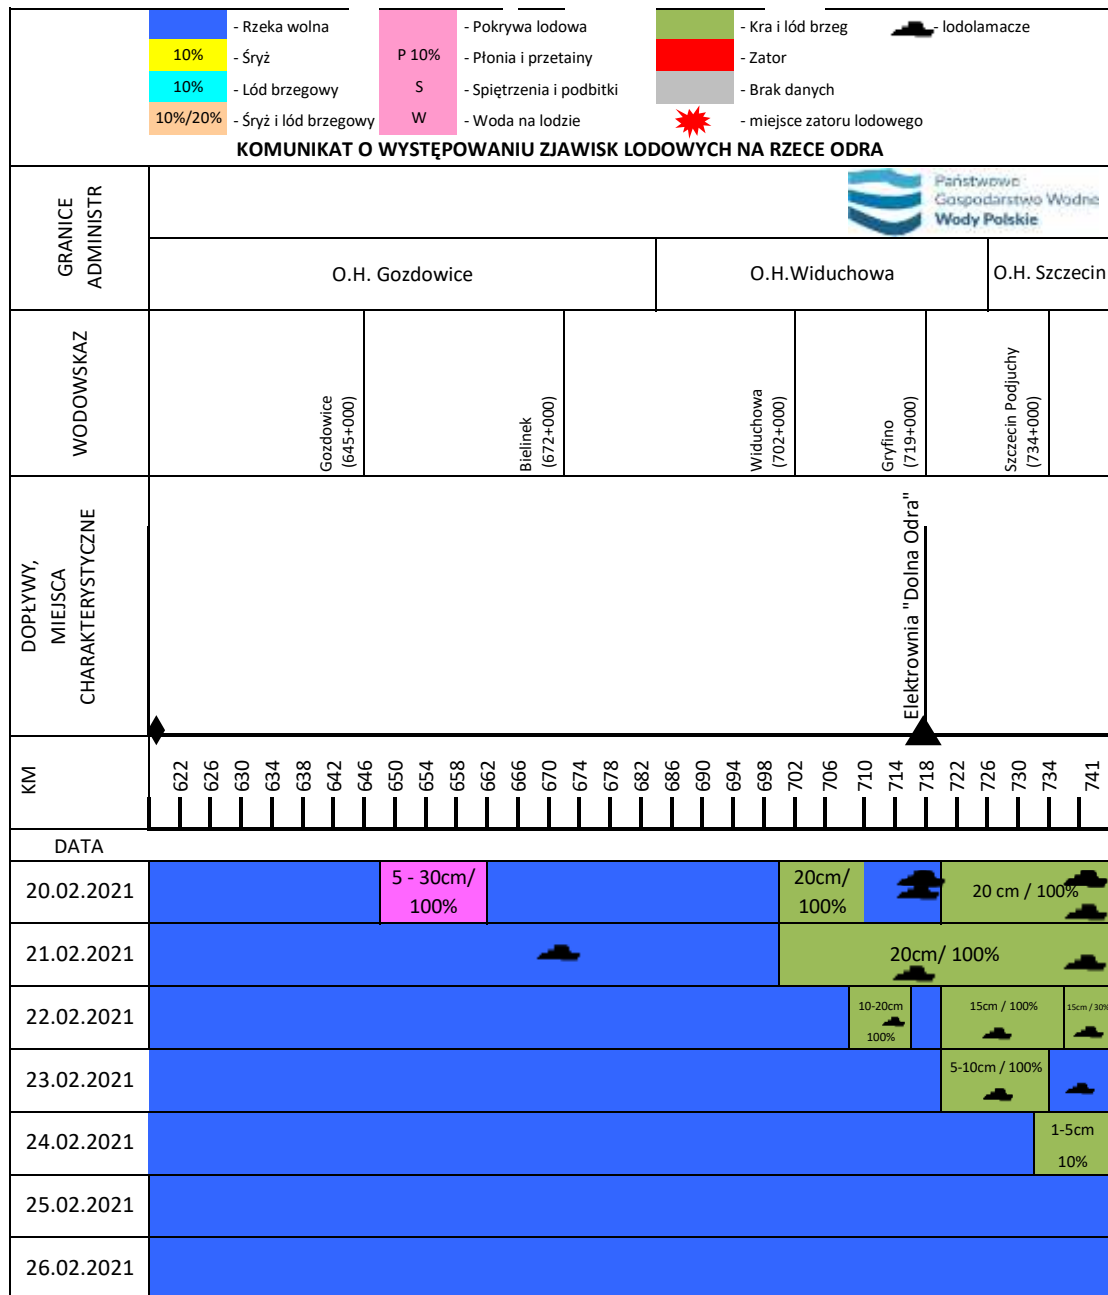 - Rzeka wolna
- Pokrywa lodowa
- Kra i lód brzeg
- lodolamacze
10%
- Śryż
P 10%
- Płonia i przetainy
- Zator
10%
- Lód brzegowy
S
- Spiętrzenia i podbitki
- Brak danych
10%/20%
- Śryż i lód brzegowy
W
- Woda na lodzie
- miejsce zatoru lodowego
KOMUNIKAT O WYSTĘPOWANIU ZJAWISK LODOWYCH NA RZECE ODRA
GRANICE
ADMINISTR
Państwowe
Gospodarstwo Wodne
Wody Polskie
O.H. Gozdowice
O.H.Widuchowa
O.H. Szczecin
WODOWSKAZ
Gozdowice
(645+000)
Bielinek
(672+000)
Widuchowa
(702+000)
Gryfino
(719+000)
Szczecin Podjuchy
(734+000)
DOPŁYWY,
MIEJSCA
CHARAKTERYSTYCZNE
Elektrownia "Dolna Odra"
KM
622
626
630
634
638
642
646
650
654
658
662
666
670
674
678
682
686
690
694
698
702
706
710
714
718
722
726
730
734
741
DATA
20.02.2021
5 - 30cm/
100%
20cm/
100%
20 cm / 100%
21.02.2021
20cm/ 100%
22.02.2021
10-20cm
100%
15cm / 100%
15cm / 30%
23.02.2021
5-10cm / 100%
24.02.2021
1-5cm
10%
25.02.2021
26.02.2021